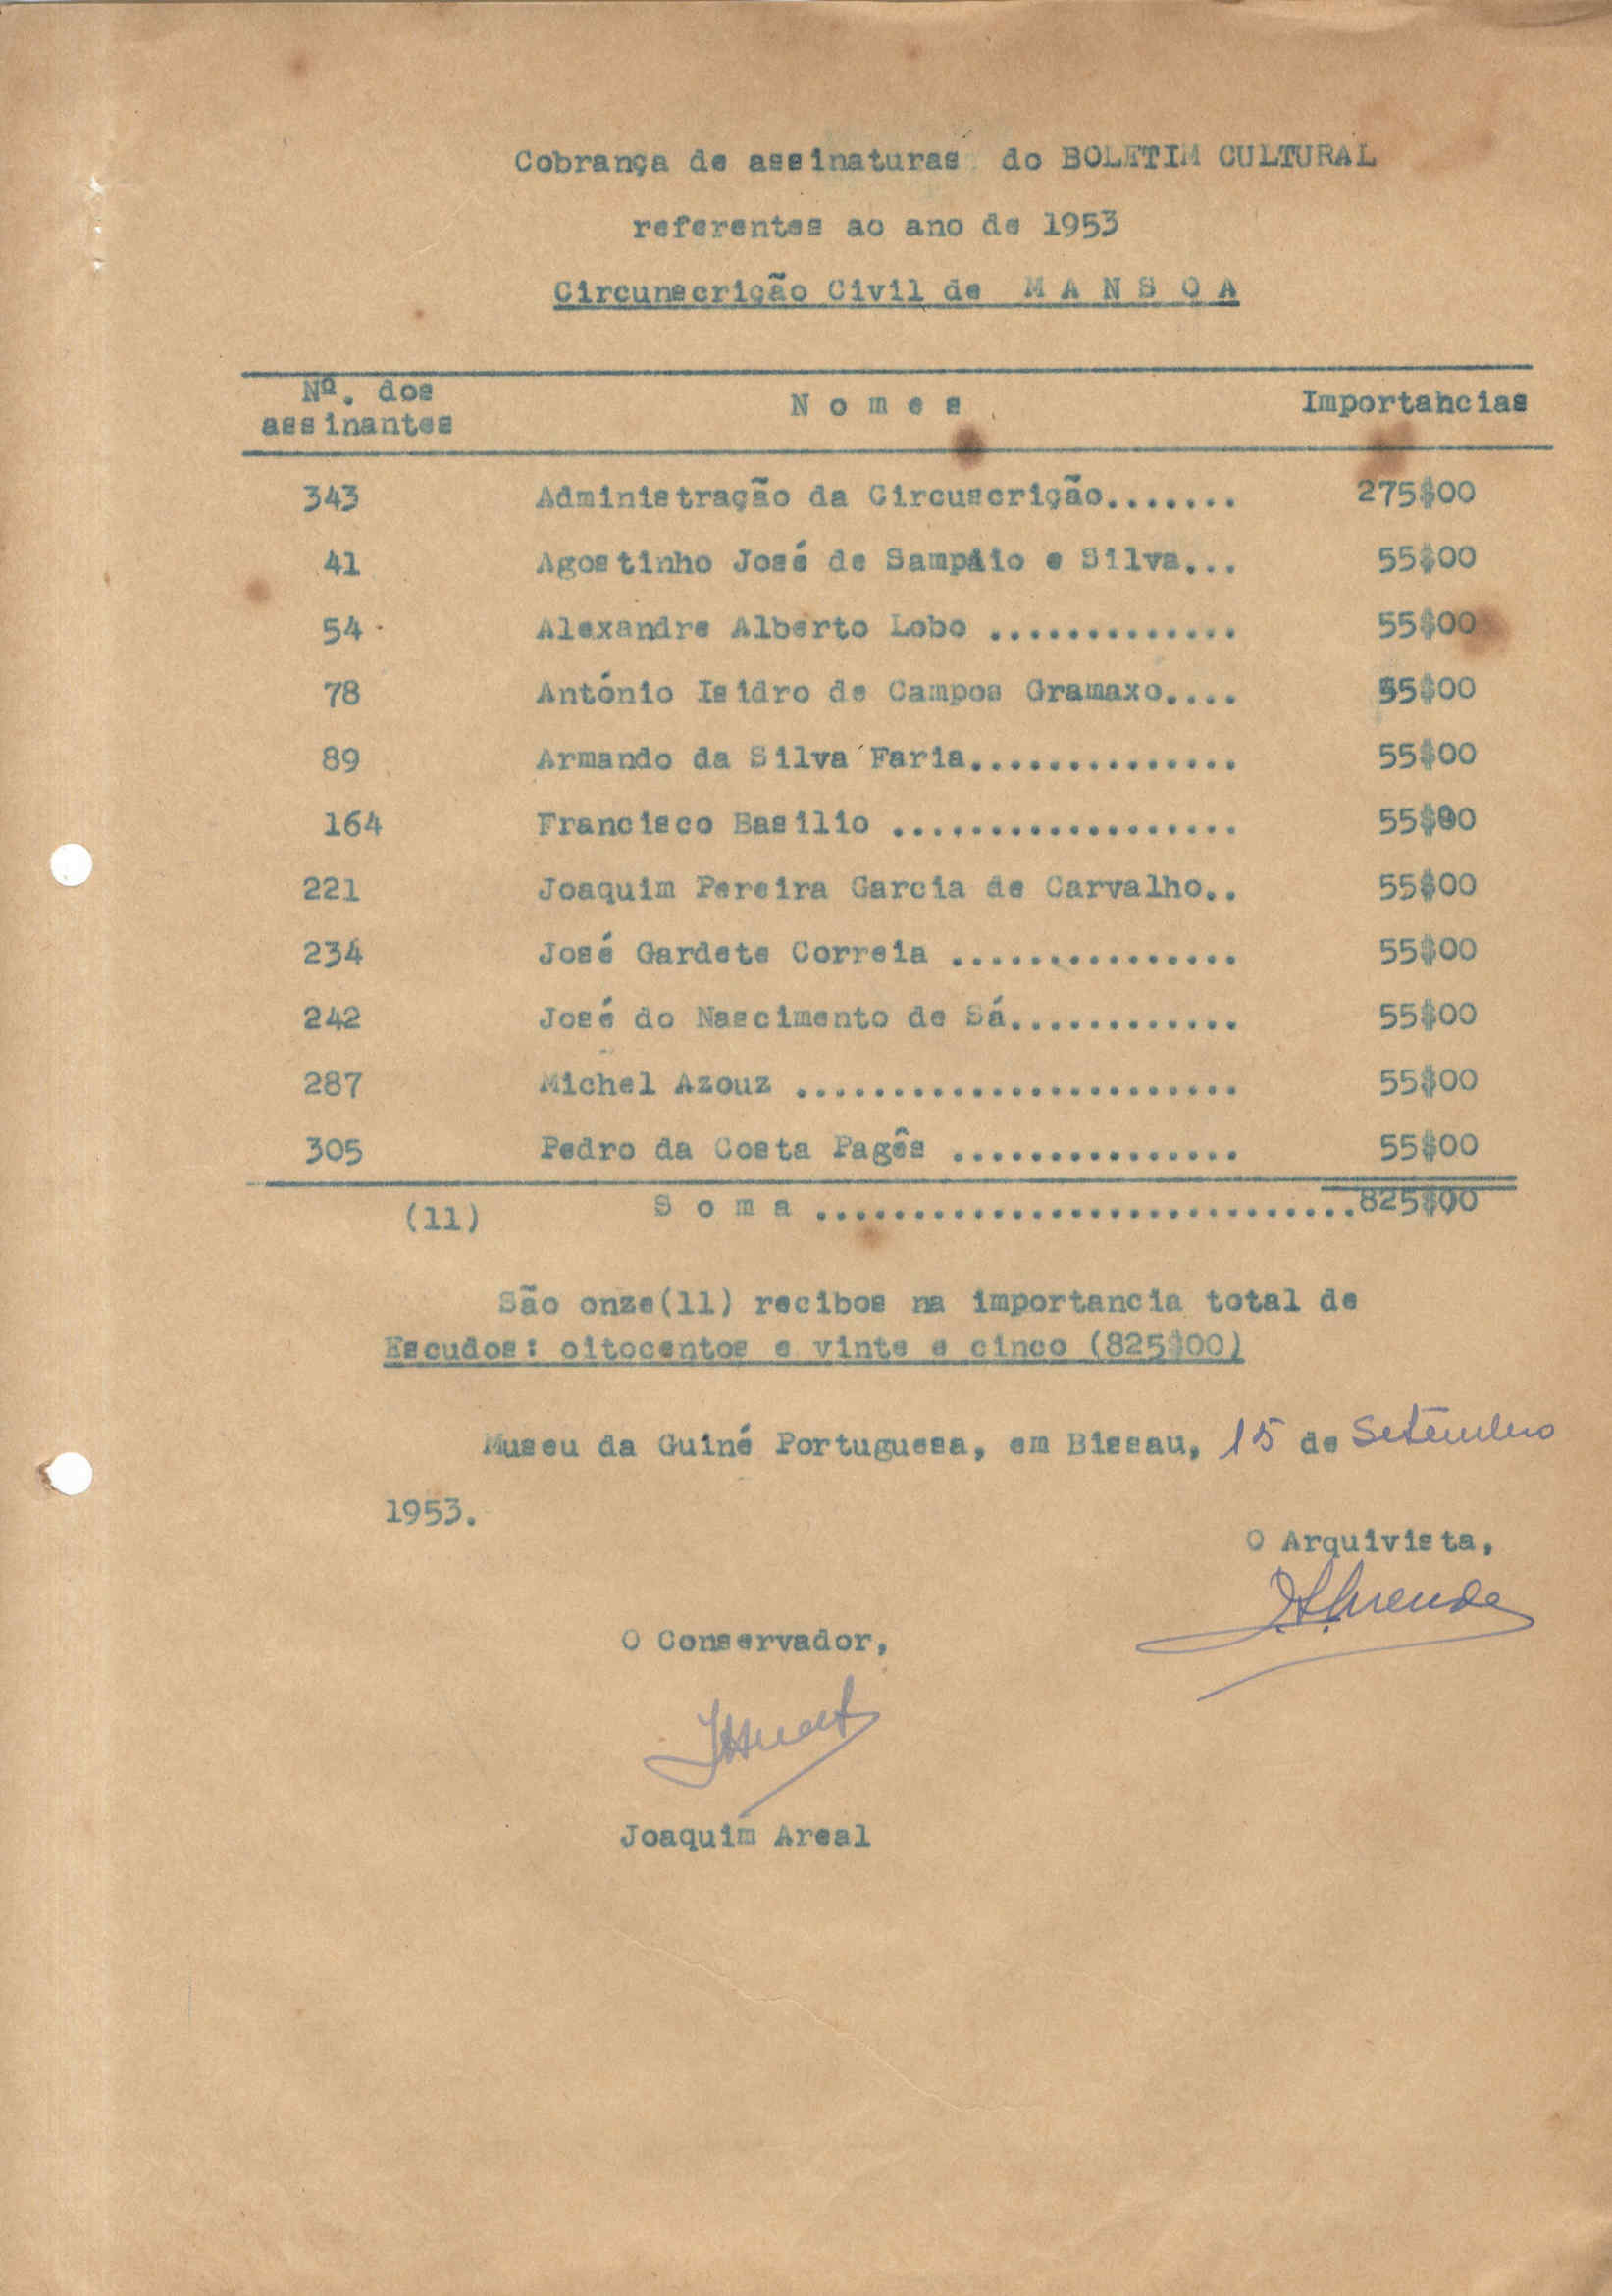 Cobrança de assinaturas do BOLETIM CULTURAL
referentes ao ano de 1953
Circunscrição Civil de M A N S O A
Nº. dos
assinantes N o m e s Importancias
343 Administração da Circuscrição....... 275$00
41 Agostinho José de Sampáio e Silva... 55$00
54 Alexandre Alberto Lobo ............. 55$00
78 António Isidro de Campos Gramaxo.... 55$00
89 Armando da Silva Faria.............. 55$00
164 Francisco Basilio .................. 55$00
221 Joaquim Pereira Garcia de Carvalho.. 55$00
234 José Gardete Correia ............... 55$00
242 José do Nascimento de Sá............ 55$00
287 Michel Azouz ....................... 55$00
305 Pedro da Costa Pagês ............... 55$00
(11) S o m a ............................825$00
São onze(11) recibos na importancia total de
Escudos: oitocentos e vinte e cinco (825$00)
Museu da Guiné Portuguesa, em Bissau, 15 de Setembro
1953.
O Arquivista,
O Conservador,
Joaquim Areal